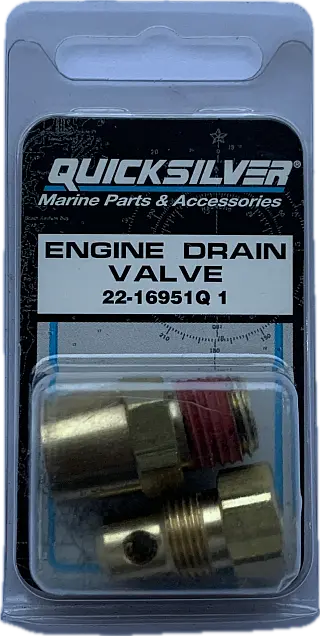 QUICKSILVER®
Marine Parts & Accessories
ENGINE DRAIN
VALVE
22-16951Q 1